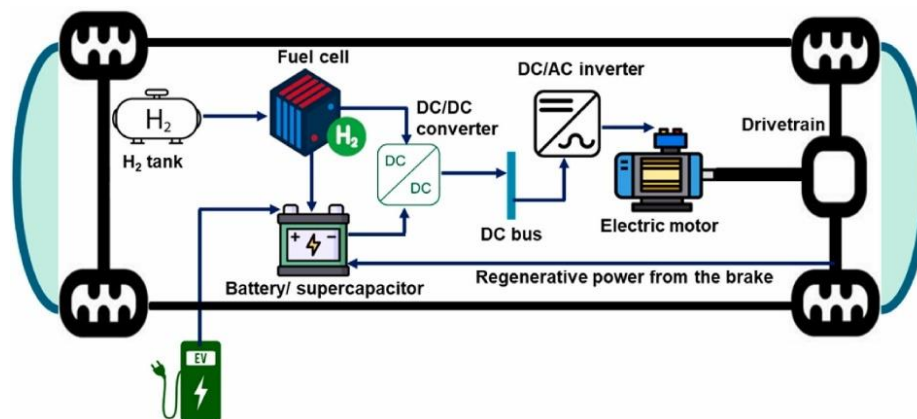 Fuel cell
DC/AC inverter
DC/DC
converter
H₂
Drivetrain
H₂
H₂ tank
DC
DC
+ −
DC bus
Electric motor
Regenerative power from the brake
Battery/ supercapacitor
EV